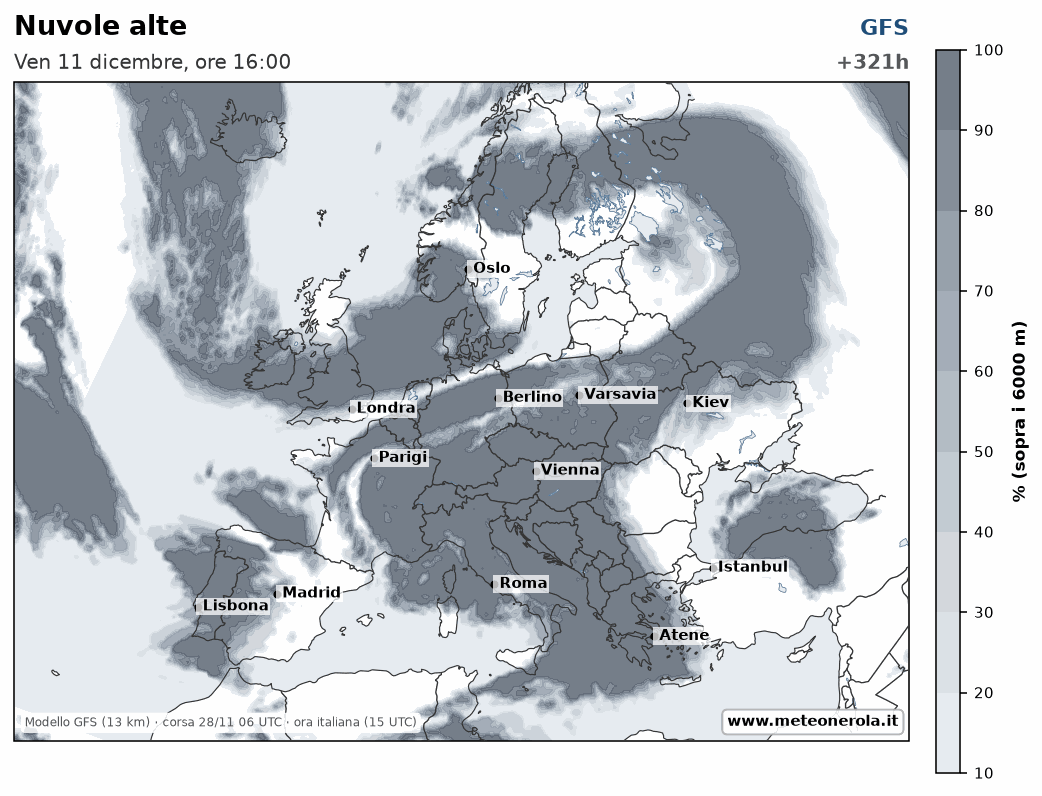 Nuvole alte
GFS
Ven 11 dicembre, ore 16:00
+321h
100
90
80
70
60
50
40
30
20
10
% (sopra i 6000 m)
Oslo
Londra
Berlino
Varsavia
Kiev
Parigi
Vienna
Istanbul
Roma
Madrid
Lisbona
Atene
Modello GFS (13 km) · corsa 28/11 06 UTC · ora italiana (15 UTC)
www.meteonerola.it